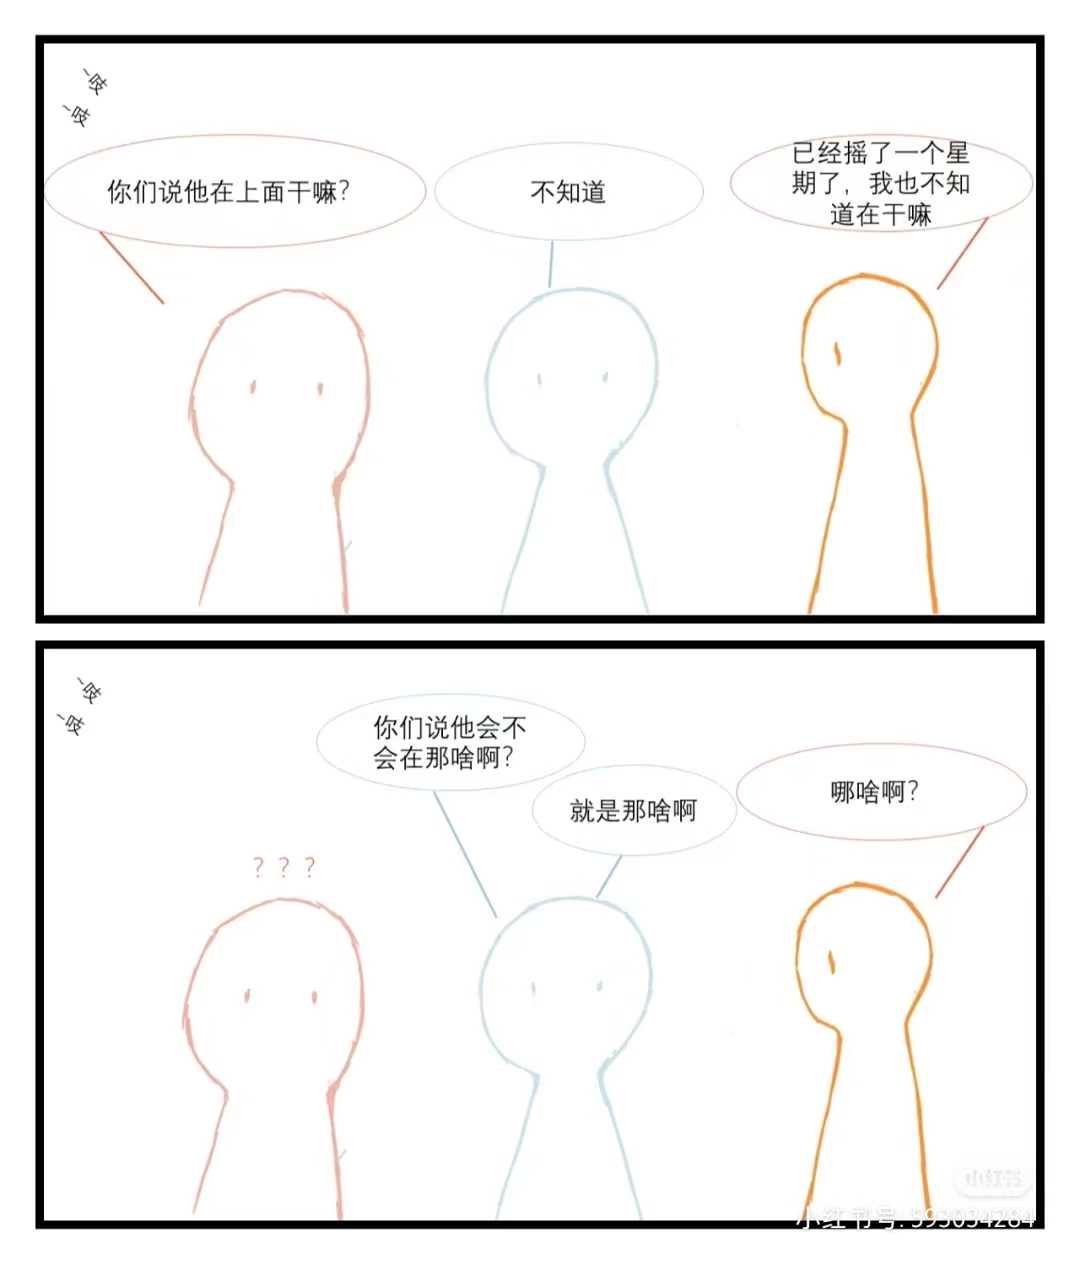 ~吱
~吱
你们说他在上面干嘛？
不知道
已经摇了一个星
期了，我也不知
道在干嘛
~吱
~吱
你们说他会不
会在那啥啊？
就是那啥啊
哪啥啊？
？？？
小红书
小红书号: 593034284